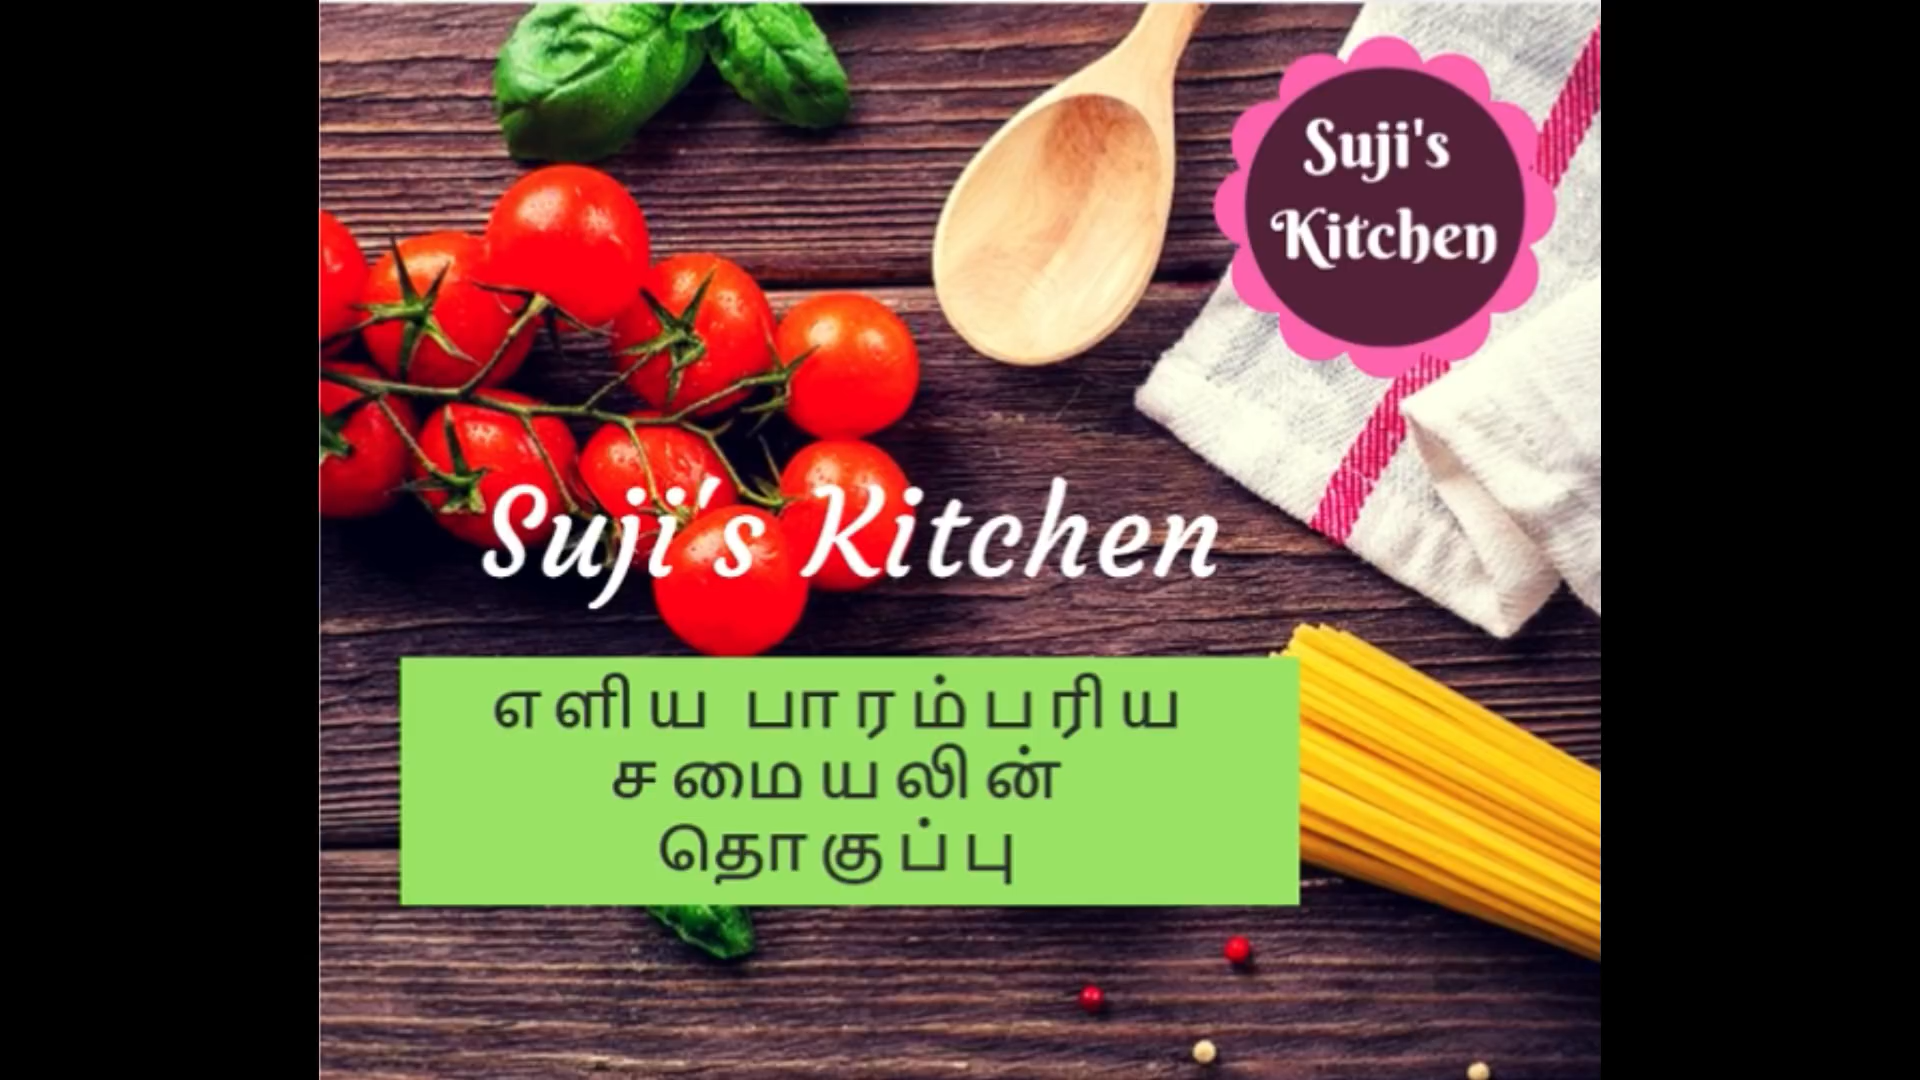 Suji's
Kitchen
Suji's Kitchen
எளிய பாரம்பரிய
சமையலின்
தொகுப்பு